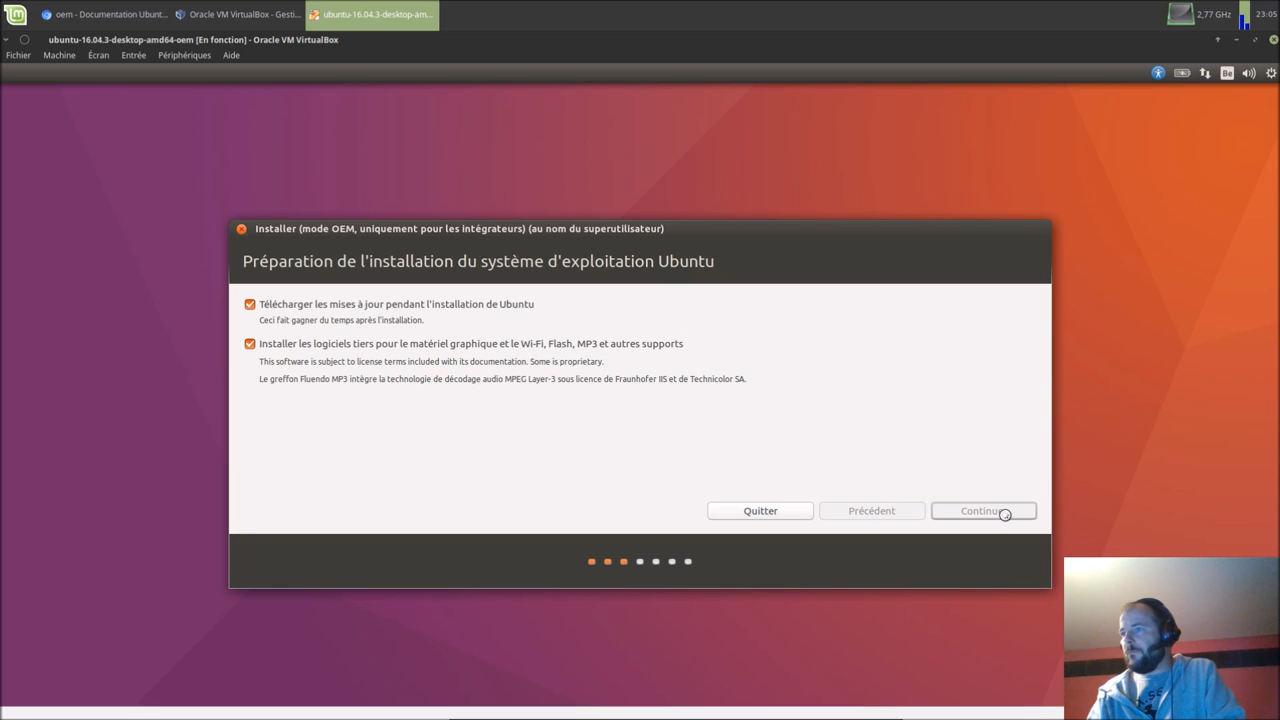 oem - Documentation Ubunt...
Oracle VM VirtualBox - Gesti...
ubuntu-16.04.3-desktop-am...
2,77 GHz
23:05
ubuntu-16.04.3-desktop-amd64-oem [En fonction] - Oracle VM VirtualBox
Fichier Machine Écran Entrée Périphériques Aide
Be
Installer (mode OEM, uniquement pour les intégrateurs) (au nom du superutilisateur)
Préparation de l'installation du système d'exploitation Ubuntu
Télécharger les mises à jour pendant l'installation de Ubuntu
Ceci fait gagner du temps après l'installation.
Installer les logiciels tiers pour le matériel graphique et le Wi-Fi, Flash, MP3 et autres supports
This software is subject to license terms included with its documentation. Some is proprietary.
Le greffon Fluendo MP3 intègre la technologie de décodage audio MPEG Layer-3 sous licence de Fraunhofer IIS et de Technicolor SA.
Quitter Précédent Continuer